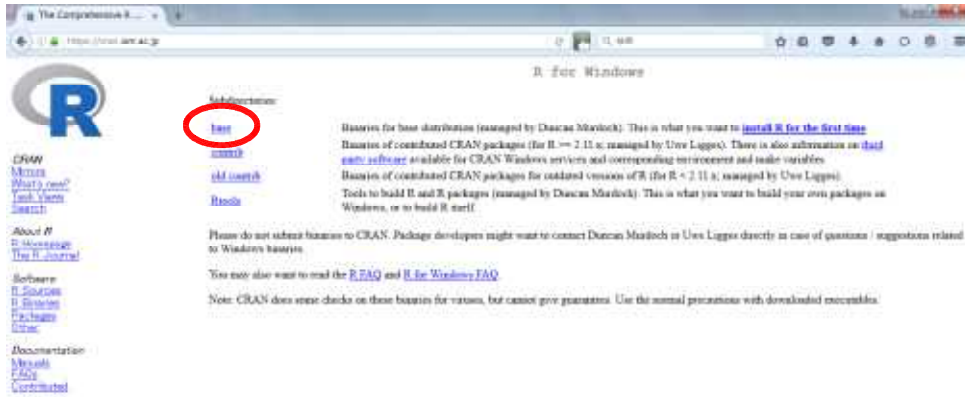 The Comprehensive R ...
R for Windows
Subdirectories:
base
Binaries for base distribution (managed by Duncan Murdoch). This is what you want to install R for the first time.
contrib
Binaries of contributed CRAN packages (for R >= 2.11.x; managed by Uwe Ligges). There is also information on third
party software available for CRAN Windows services and corresponding environment and make variables.
old contrib
Binaries of contributed CRAN packages for outdated versions of R (for R < 2.11.x; managed by Uwe Ligges).
Rtools
Tools to build R and R packages (managed by Duncan Murdoch). This is what you want to build your own packages on
Windows, or to build R itself.
Please do not submit binaries to CRAN. Package developers might want to contact Duncan Murdoch or Uwe Ligges directly in case of questions / suggestions related
to Windows binaries.
You may also want to read the R FAQ and R for Windows FAQ.
Note: CRAN does some checks on these binaries for viruses, but cannot give guarantees. Use the normal precautions with downloaded executables.
R
CRAN
Mirrors
What's new?
Task Views
Search
About R
R Homepage
The R Journal
Software
R Sources
R Binaries
Packages
Other
Documentation
Manuals
FAQs
Contributed